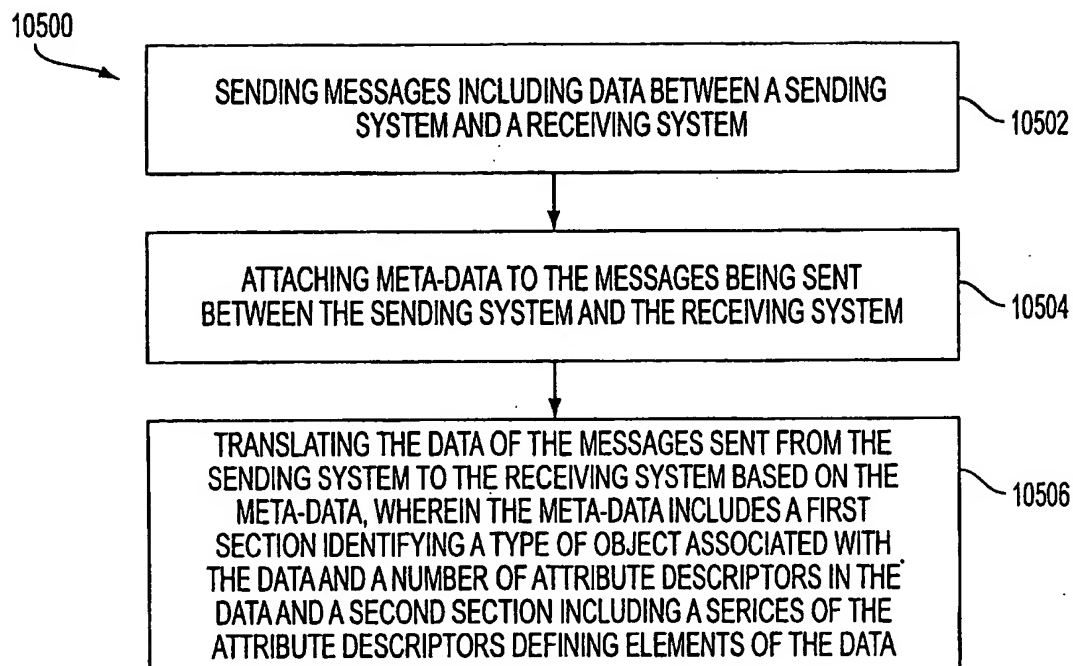 10500
SENDING MESSAGES INCLUDING DATA BETWEEN A SENDING
SYSTEM AND A RECEIVING SYSTEM
10502
ATTACHING META-DATA TO THE MESSAGES BEING SENT
BETWEEN THE SENDING SYSTEM AND THE RECEIVING SYSTEM
10504
TRANSLATING THE DATA OF THE MESSAGES SENT FROM THE
SENDING SYSTEM TO THE RECEIVING SYSTEM BASED ON THE
META-DATA, WHEREIN THE META-DATA INCLUDES A FIRST
SECTION IDENTIFYING A TYPE OF OBJECT ASSOCIATED WITH
THE DATA AND A NUMBER OF ATTRIBUTE DESCRIPTORS IN THE
DATA AND A SECOND SECTION INCLUDING A SERICES OF THE
ATTRIBUTE DESCRIPTORS DEFINING ELEMENTS OF THE DATA
10506